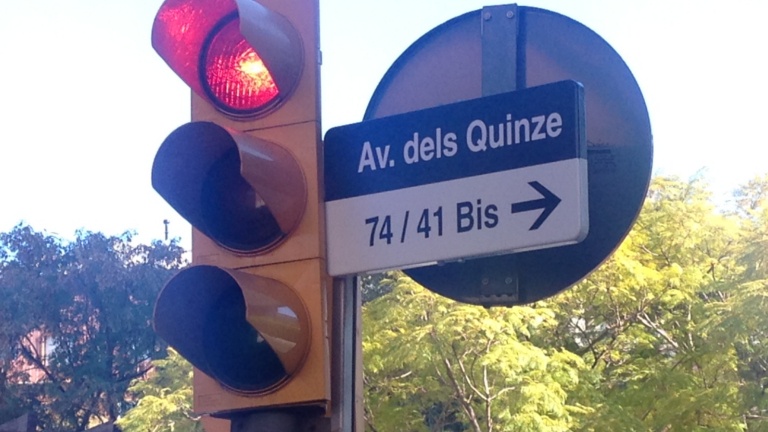 Av. dels Quinze
74 / 41 Bis →